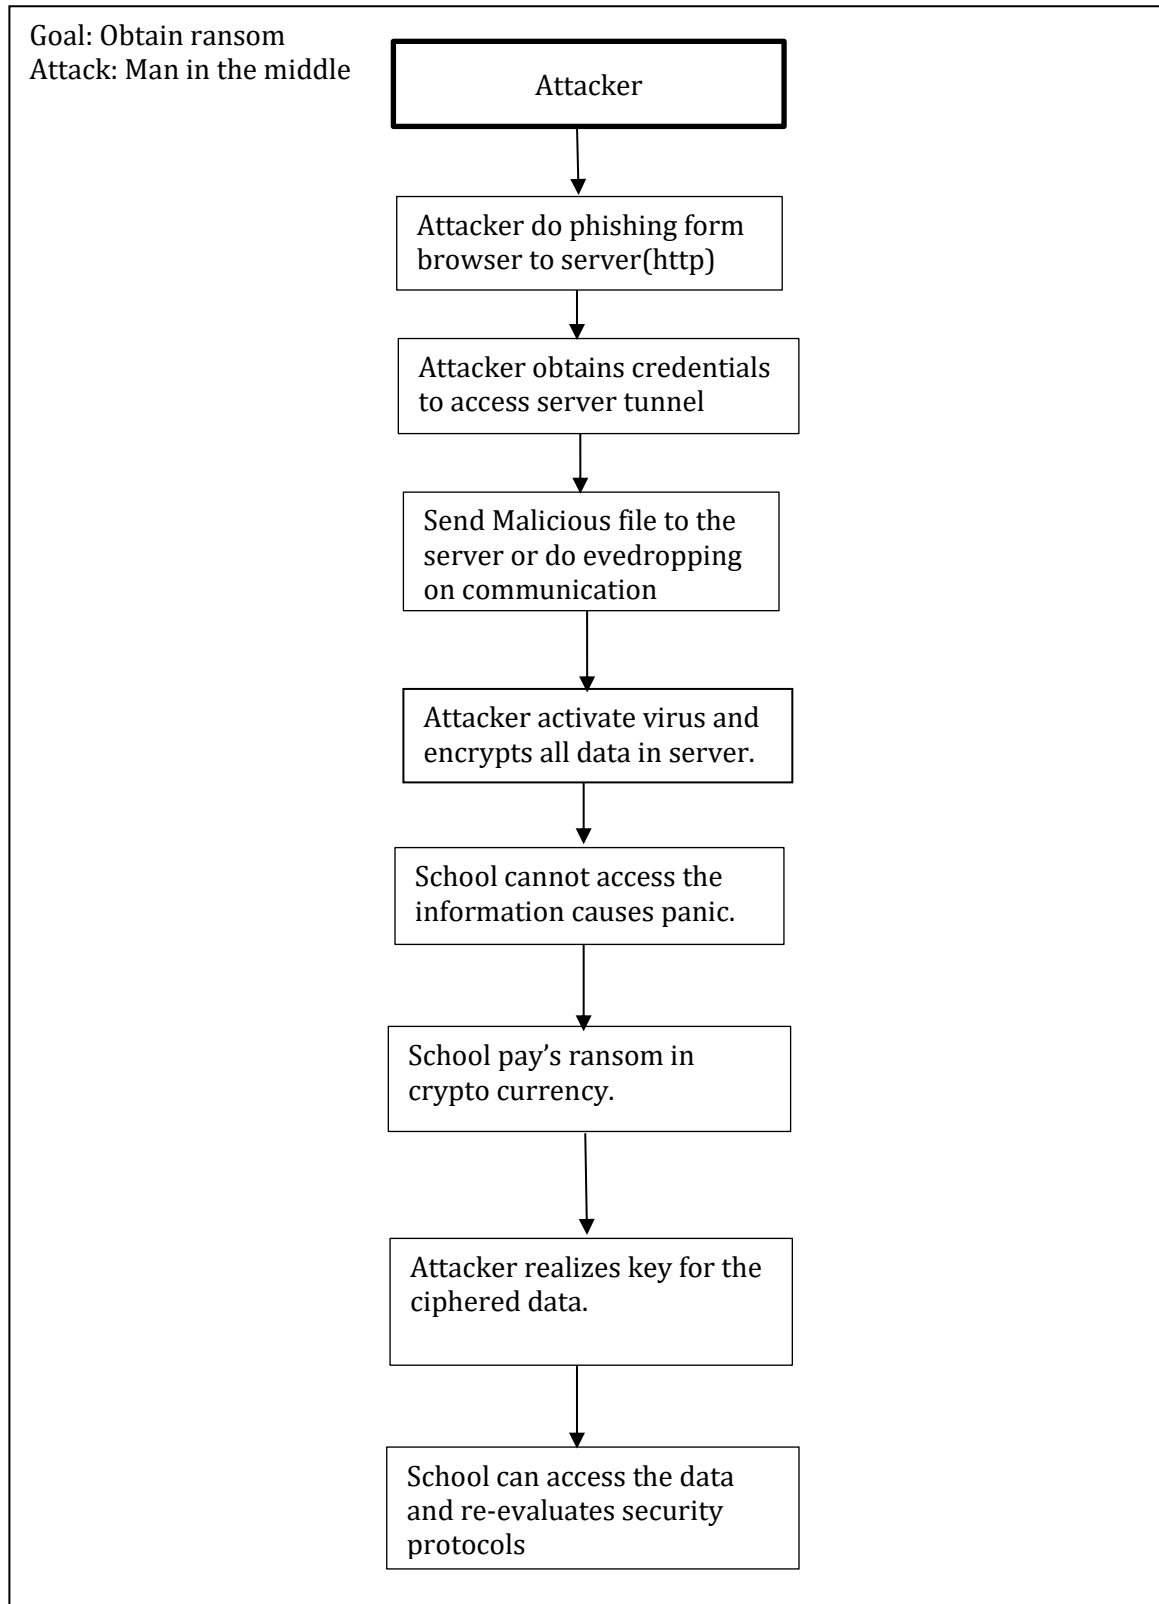 Goal: Obtain ransom
Attack: Man in the middle
Attacker
Attacker do phishing form
browser to server(http)
Attacker obtains credentials
to access server tunnel
Send Malicious file to the
server or do evedropping
on communication
Attacker activate virus and
encrypts all data in server.
School cannot access the
information causes panic.
School pay’s ransom in
crypto currency.
Attacker realizes key for the
ciphered data.
School can access the data
and re-evaluates security
protocols